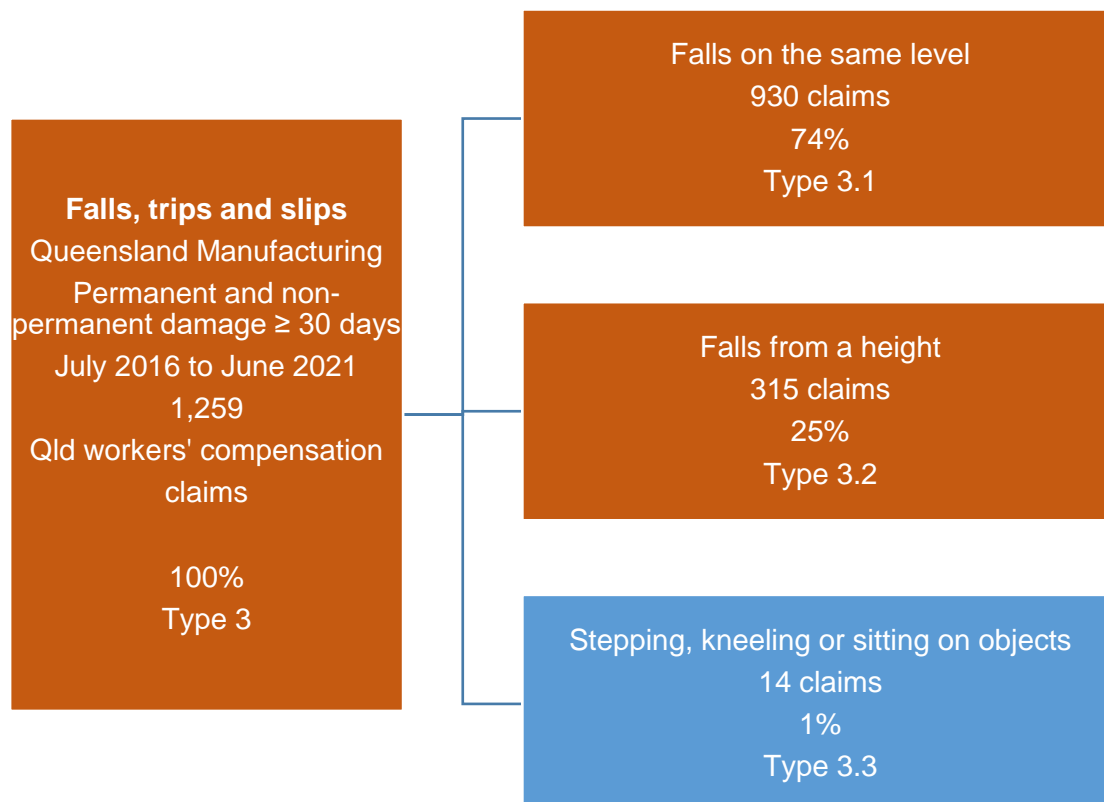 Falls, trips and slips
Queensland Manufacturing
Permanent and non-
permanent damage ≥ 30 days
July 2016 to June 2021
1,259
Qld workers' compensation
claims
100%
Type 3
Falls on the same level
930 claims
74%
Type 3.1
Falls from a height
315 claims
25%
Type 3.2
Stepping, kneeling or sitting on objects
14 claims
1%
Type 3.3